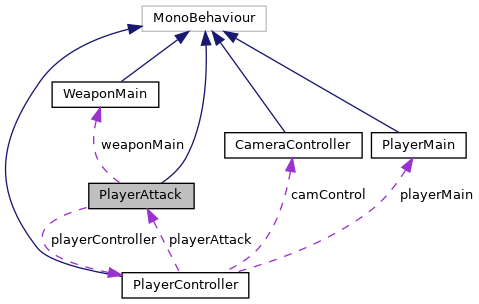 MonoBehaviour
WeaponMain
CameraController
PlayerMain
weaponMain
PlayerAttack
camControl
playerMain
playerController
playerAttack
PlayerController